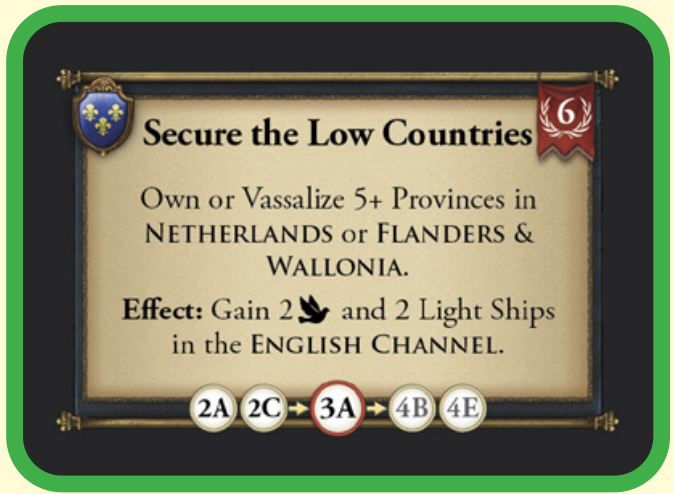 6
Secure the Low Countries
Own or Vassalize 5+ Provinces in
NETHERLANDS or FLANDERS &
WALLONIA.
Effect: Gain 2 and 2 Light Ships
in the ENGLISH CHANNEL.
2A 2C 3A 4B 4E